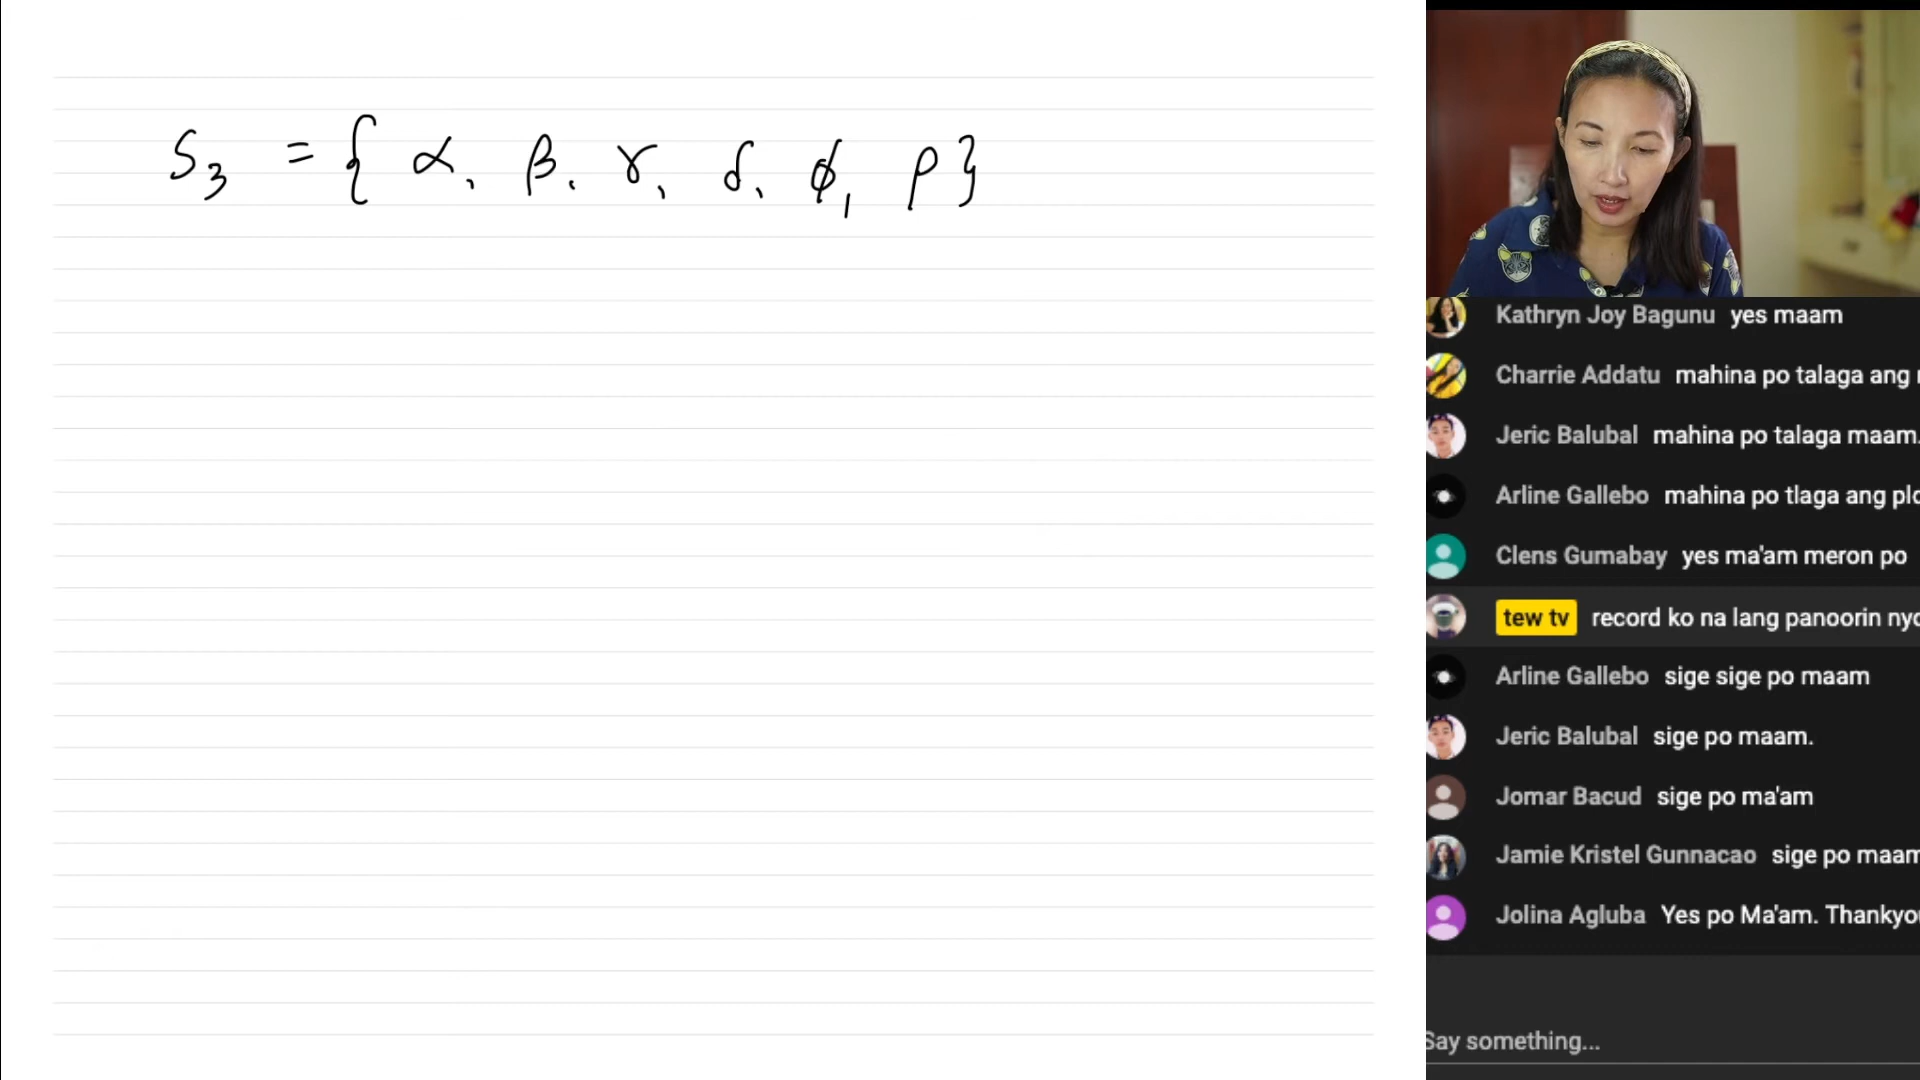 S₃ = { α, β, γ, δ, ϕ, ρ }
Kathryn Joy Bagunu yes maam
Charrie Addatu mahina po talaga ang
Jeric Balubal mahina po talaga maam.
Arline Gallebo mahina po tlaga ang
Clens Gumabay yes ma'am meron po
tew tv record ko na lang panoorin
Arline Gallebo sige sige po maam
Jeric Balubal sige po maam.
Jomar Bacud sige po ma'am
Jamie Kristel Gunnacao sige po maam
Jolina Agluba Yes po Ma'am.
Say something...